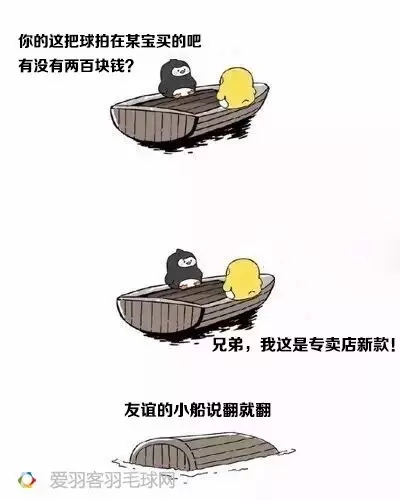 你的这把球拍在某宝买的吧
有没有两百块钱?
兄弟，我这是专卖店新款!
友谊的小船说翻就翻
爱羽客羽毛球网